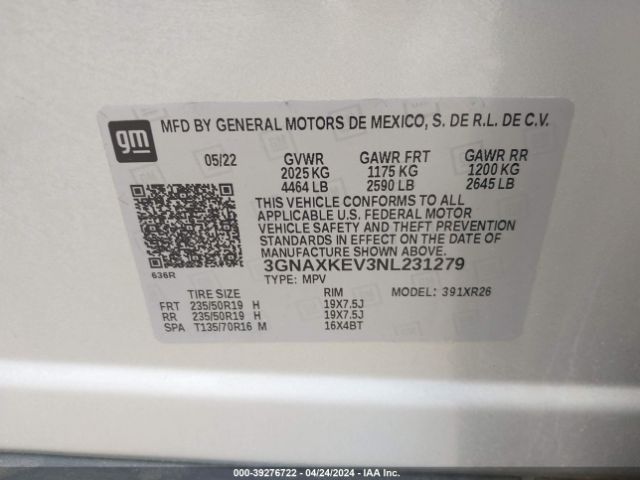 gm
MFD BY GENERAL MOTORS DE MEXICO, S. DE R.L. DE C.V.
05/22 GVWR GAWR FRT GAWR RR
2025 KG 1175 KG 1200 KG
4464 LB 2590 LB 2645 LB
THIS VEHICLE CONFORMS TO ALL
APPLICABLE U.S. FEDERAL MOTOR
VEHICLE SAFETY AND THEFT PREVENTION
STANDARDS IN EFFECT ON THE DATE OF
MANUFACTURE SHOWN ABOVE.
636R
3GNAXKEV3NL231279
TYPE: MPV
TIRE SIZE RIM MODEL: 391XR26
FRT 235/50R19 H 19X7.5J
RR 235/50R19 H 19X7.5J
SPA T135/70R16 M 16X4BT
000-39276722 - 04/24/2024 - IAA Inc.